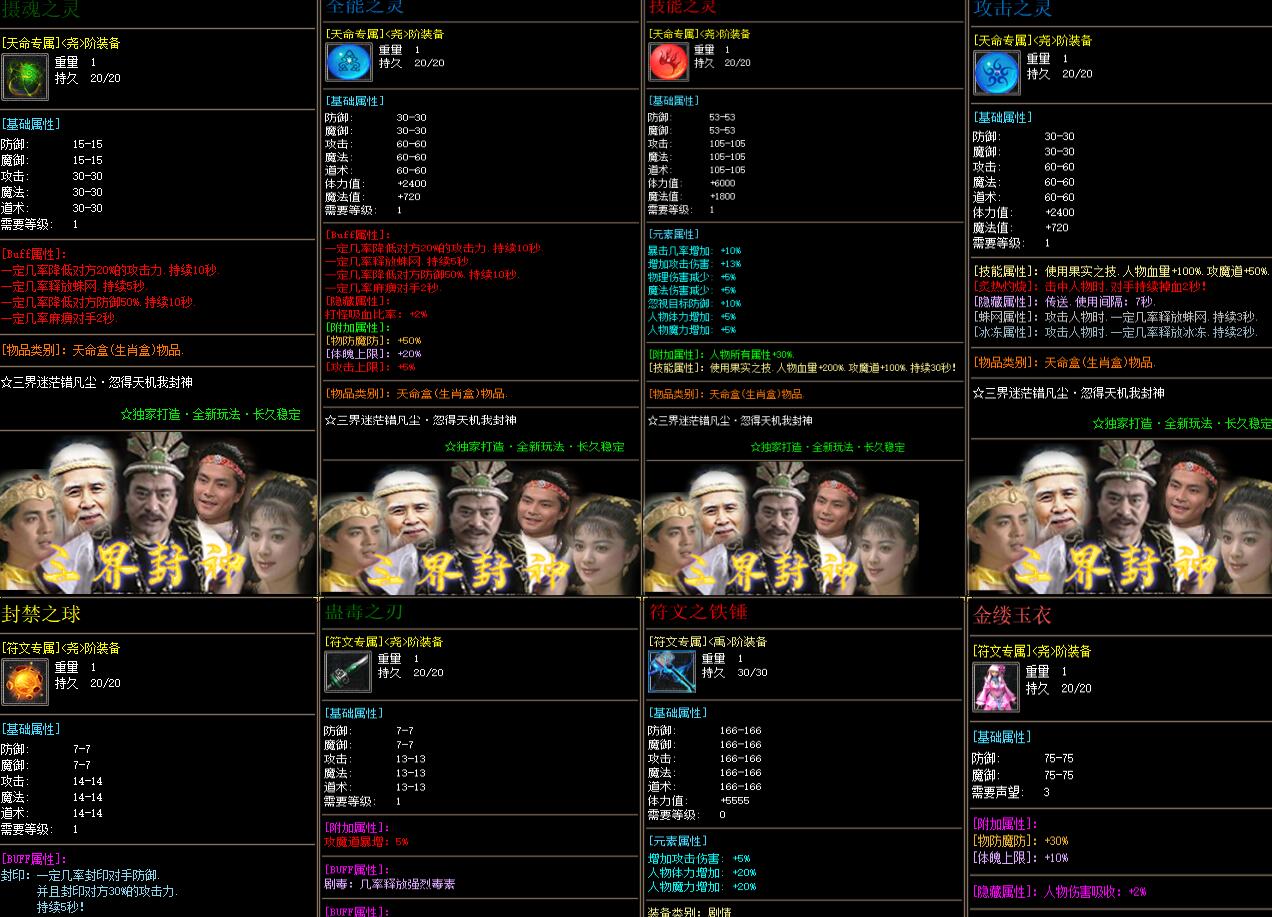 摄魂之灵
[天命专属]<尧>阶装备
重量 1
持久 20/20
[基础属性]
防御: 15-15
魔御: 15-15
攻击: 30-30
魔法: 30-30
道术: 30-30
需要等级: 1
[Buff属性]:
一定几率降低对方20%的攻击力.持续10秒.
一定几率释放蛛网.持续5秒.
一定几率降低对方防御50%.持续10秒.
一定几率麻痹对手2秒.
[物品类别]: 天命盒(生肖盒)物品.
☆三界迷茫错凡尘·忽得天机我封神
☆独家打造·全新玩法·长久稳定
三界封神
全能之灵
[天命专属]<尧>阶装备
重量 1
持久 20/20
[基础属性]
防御: 30-30
魔御: 30-30
攻击: 60-60
魔法: 60-60
道术: 60-60
体力值: +2400
魔法值: +720
需要等级: 1
[Buff属性]:
一定几率降低对方20%的攻击力.持续10秒.
一定几率释放蛛网.持续5秒.
一定几率降低对方防御50%.持续10秒.
一定几率麻痹对手2秒.
[隐藏属性]:
打怪吸血比率: +2%
[附加属性]:
[物防魔防]: +50%
[体魄上限]: +20%
[攻击上限]: +5%
[物品类别]: 天命盒(生肖盒)物品.
☆三界迷茫错凡尘·忽得天机我封神
☆独家打造·全新玩法·长久稳定
三界封神
技能之灵
[天命专属]<尧>阶装备
重量 1
持久 20/20
[基础属性]
防御: 53-53
魔御: 53-53
攻击: 105-105
魔法: 105-105
道术: 105-105
体力值: +6000
魔法值: +1800
需要等级: 1
[元素属性]
暴击几率增加: +10%
增加攻击伤害: +13%
物理伤害减少: +5%
魔法伤害减少: +5%
忽视目标防御: +10%
人物体力增加: +5%
人物魔力增加: +5%
[附加属性]: 人物所有属性+30%.
[技能属性]: 使用果实之技.人物血量+200%.攻魔道+100%.持续30秒!
[物品类别]: 天命盒(生肖盒)物品.
☆三界迷茫错凡尘·忽得天机我封神
☆独家打造·全新玩法·长久稳定
三界封神
攻击之灵
[天命专属]<尧>阶装备
重量 1
持久 20/20
[基础属性]
防御: 30-30
魔御: 30-30
攻击: 60-60
魔法: 60-60
道术: 60-60
体力值: +2400
魔法值: +720
需要等级: 1
[技能属性]: 使用果实之技.人物血量+100%.攻魔道+50%.
[炙热灼烧]: 击中人物时.对手持续掉血2秒!
[隐藏属性]: 传送.使用间隔: 7秒.
[蛛网属性]: 攻击人物时.一定几率释放蛛网.持续3秒.
[冰冻属性]: 攻击人物时.一定几率释放冰冻.持续2秒.
[物品类别]: 天命盒(生肖盒)物品.
☆三界迷茫错凡尘·忽得天机我封神
☆独家打造·全新玩法·长久稳定
三界封神
封禁之球
[符文专属]<尧>阶装备
重量 1
持久 20/20
[基础属性]
防御: 7-7
魔御: 7-7
攻击: 14-14
魔法: 14-14
道术: 14-14
需要等级: 1
[BUFF属性]:
封印: 一定几率封印对手防御.
并且封印对方30%的攻击力.
持续5秒!
蛊毒之刃
[符文专属]<尧>阶装备
重量 1
持久 20/20
[基础属性]
防御: 7-7
魔御: 7-7
攻击: 13-13
魔法: 13-13
道术: 13-13
需要等级: 1
[附加属性]:
攻魔道暴增: 5%
[BUFF属性]:
剧毒: 几率释放强烈毒素
[BUFF属性]:
符文之铁锤
[符文专属]<禹>阶装备
重量 1
持久 30/30
[基础属性]
防御: 166-166
魔御: 166-166
攻击: 166-166
魔法: 166-166
道术: 166-166
体力值: +5555
需要等级: 0
[元素属性]
增加攻击伤害: +5%
人物体力增加: +20%
人物魔力增加: +20%
装备类别: 剧情
金缕玉衣
[符文专属]<尧>阶装备
重量 1
持久 20/20
[基础属性]
防御: 75-75
魔御: 75-75
需要声望: 3
[附加属性]:
[物防魔防]: +30%
[体魄上限]: +10%
[隐藏属性]: 人物伤害吸收: +2%